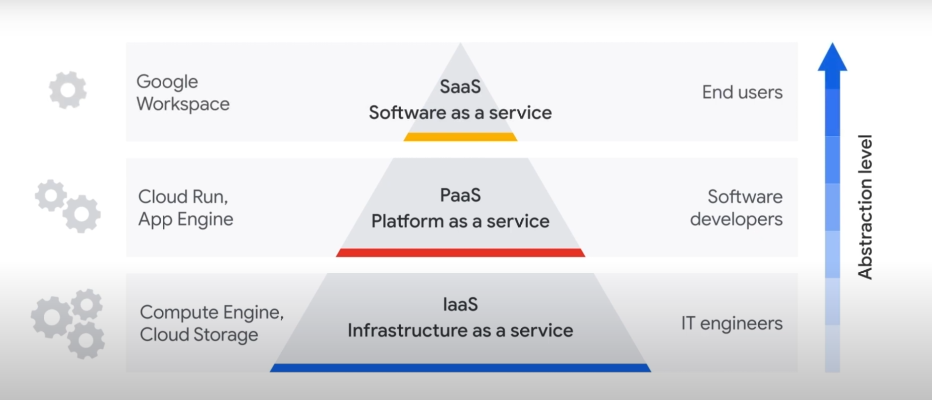 Google
Workspace
SaaS
Software as a service
End users
Cloud Run,
App Engine
PaaS
Platform as a service
Software
developers
Compute Engine,
Cloud Storage
IaaS
Infrastructure as a service
IT engineers
Abstraction level